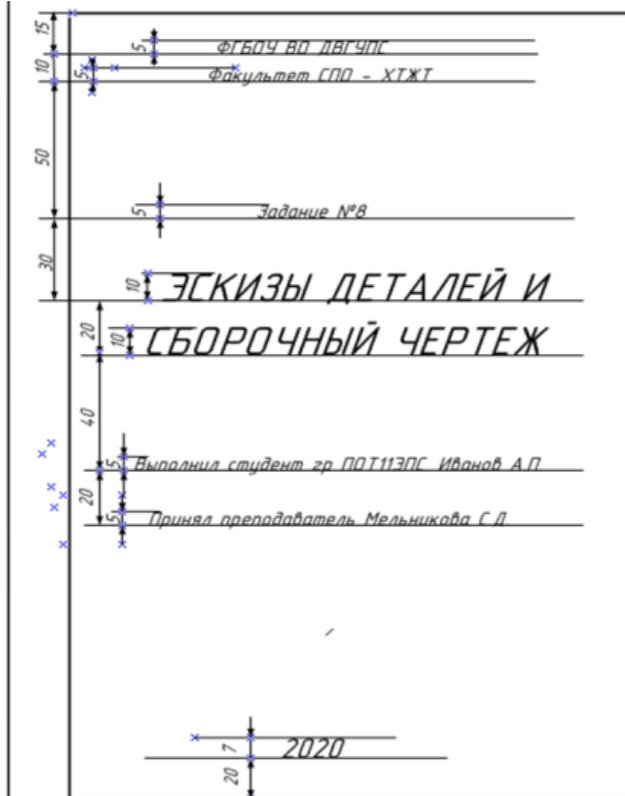 15
5
ФГБОУ ВО ДВГУПС
10
5
Факультет СПО - ХТЖТ
50
5
Задание №8
30
10
ЭСКИЗЫ ДЕТАЛЕЙ И
20
10
СБОРОЧНЫЙ ЧЕРТЕЖ
40
5
Выполнил студент гр ПОТ11ЭПС Иванов А.П.
20
5
Принял преподаватель Мельникова С.Д.
7
2020
20